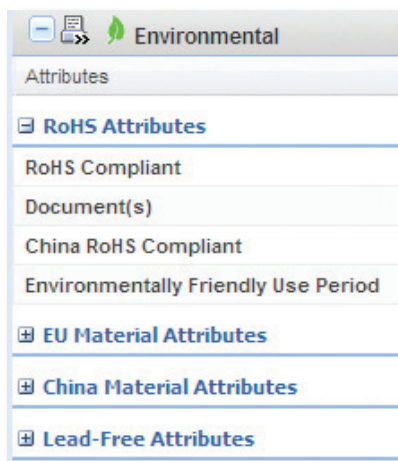 Environmental
Attributes
RoHS Attributes
RoHS Compliant
Document(s)
China RoHS Compliant
Environmentally Friendly Use Period
EU Material Attributes
China Material Attributes
Lead-Free Attributes